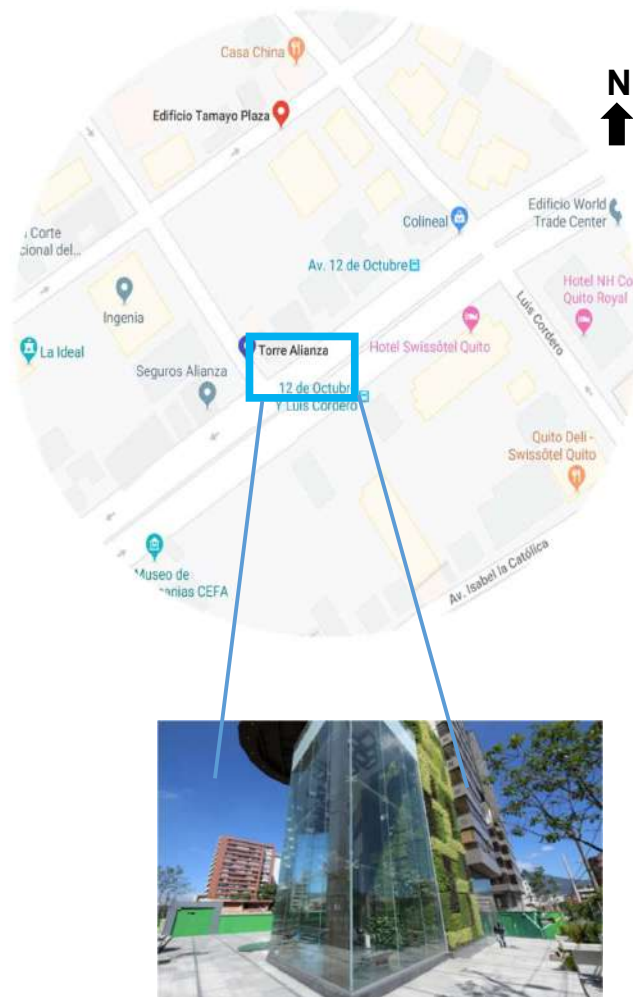 Casa China
N
Edificio Tamayo Plaza
Edificio World
Trade Center
Colineal
Corte
cional del...
Av. 12 de Octubre
Hotel NH Co
Quito Royal
Luis Cordero
Ingenia
La Ideal
Torre Alianza
Hotel Swissôtel Quito
Seguros Alianza
12 de Octubre
Y Luis Cordero
Quito Deli -
Swissôtel Quito
Av. Isabel la Católica
Museo de
anias CEFA